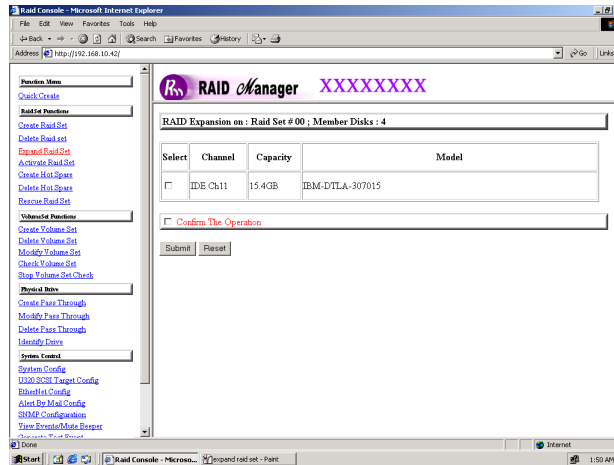 Raid Console - Microsoft Internet Explorer
File Edit View Favorites Tools Help
Back Search Favorites History
Address http://192.168.10.42/ Go Links
Function Menu
Quick Create
RaidSet Functions
Create Raid Set
Delete Raid set
Expand Raid Set
Activate Raid Set
Create Hot Spare
Delete Hot Spare
Rescue Raid Set
VolumeSet Functions
Create Volume Set
Delete Volume Set
Modify Volume Set
Check Volume Set
Stop Volume Set Check
Physical Drive
Create Pass Through
Modify Pass Through
Delete Pass Through
Identify Drive
System Control
System Config
U320 SCSI Target Config
EtherNet Config
Alert By Mail Config
SNMP Configuration
View Events/Mute Beeper
Generate Test Event
Rm RAID Manager XXXXXXXX
RAID Expansion on : Raid Set # 00 ; Member Disks : 4
Select Channel Capacity Model
IDE Ch11 15.4GB IBM-DTLA-307015
Confirm The Operation
Submit Reset
Done Internet
Start Raid Console - Microso... expand raid set - Paint 1:50 AM